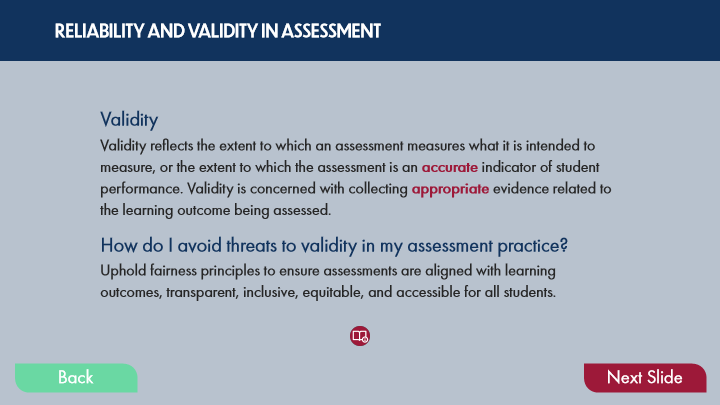 RELIABILITY AND VALIDITY IN ASSESSMENT
Validity
Validity reflects the extent to which an assessment measures what it is intended to
measure, or the extent to which the assessment is an accurate indicator of student
performance. Validity is concerned with collecting appropriate evidence related to
the learning outcome being assessed.
How do I avoid threats to validity in my assessment practice?
Uphold fairness principles to ensure assessments are aligned with learning
outcomes, transparent, inclusive, equitable, and accessible for all students.
Back
Next Slide